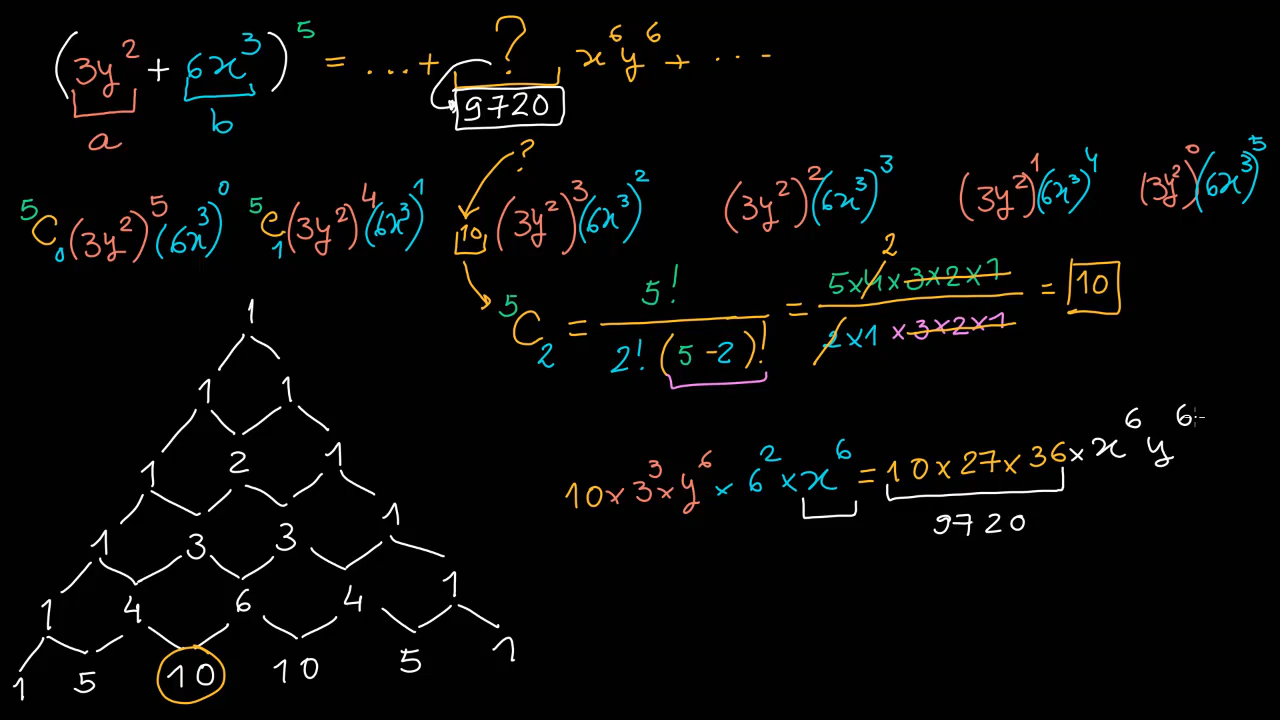 (3y² + 6x³)⁵ = ...+ ? x⁶y⁶ + ...
a b 9720
?
⁵C₀(3y²)⁵(6x³)⁰ ⁵C₁(3y²)⁴(6x³)¹ 10 (3y²)³(6x³)² (3y²)²(6x³)³ (3y²)¹(6x³)⁴ (3y²)⁰(6x³)⁵
⁵C₂ = 5! / 2!(5-2)! = 5×4×3×2×1 / 2×1 ×3×2×1 = 10
2
10×3³×y⁶×6²×x⁶ = 10×27×36×x⁶y⁶
9720
1
1 1
1 2 1
1 3 3 1
1 4 6 4 1
1 5 10 10 5 1